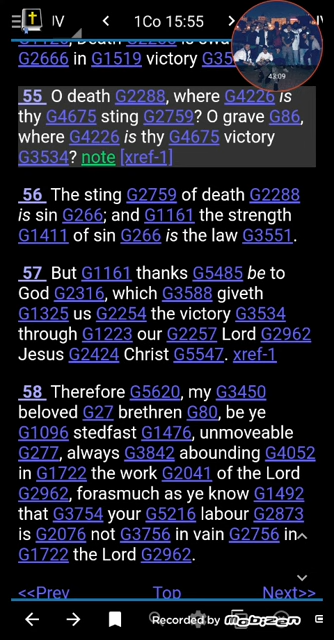 IV
1Co 15:55
G2666 in G1519 victory
43:09
55 O death G2288, where G4226 is
thy G4675 sting G2759? O grave G86,
where G4226 is thy G4675 victory
G3534? note [xref-1]
56 The sting G2759 of death G2288
is sin G266; and G1161 the strength
G1411 of sin G266 is the law G3551.
57 But G1161 thanks G5485 be to
God G2316, which G3588 giveth
G1325 us G2254 the victory G3534
through G1223 our G2257 Lord G2962
Jesus G2424 Christ G5547. xref-1
58 Therefore G5620, my G3450
beloved G27 brethren G80, be ye
G1096 stedfast G1476, unmoveable
G277, always G3842 abounding G4052
in G1722 the work G2041 of the Lord
G2962, forasmuch as ye know G1492
that G3754 your G5216 labour G2873
is G2076 not G3756 in vain G2756 in
G1722 the Lord G2962.
<<Prev Top Next>>
Recorded by mobizen